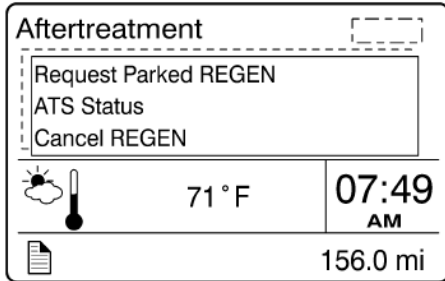 Aftertreatment
Request Parked REGEN
ATS Status
Cancel REGEN
71°F
07:49
AM
156.0 mi